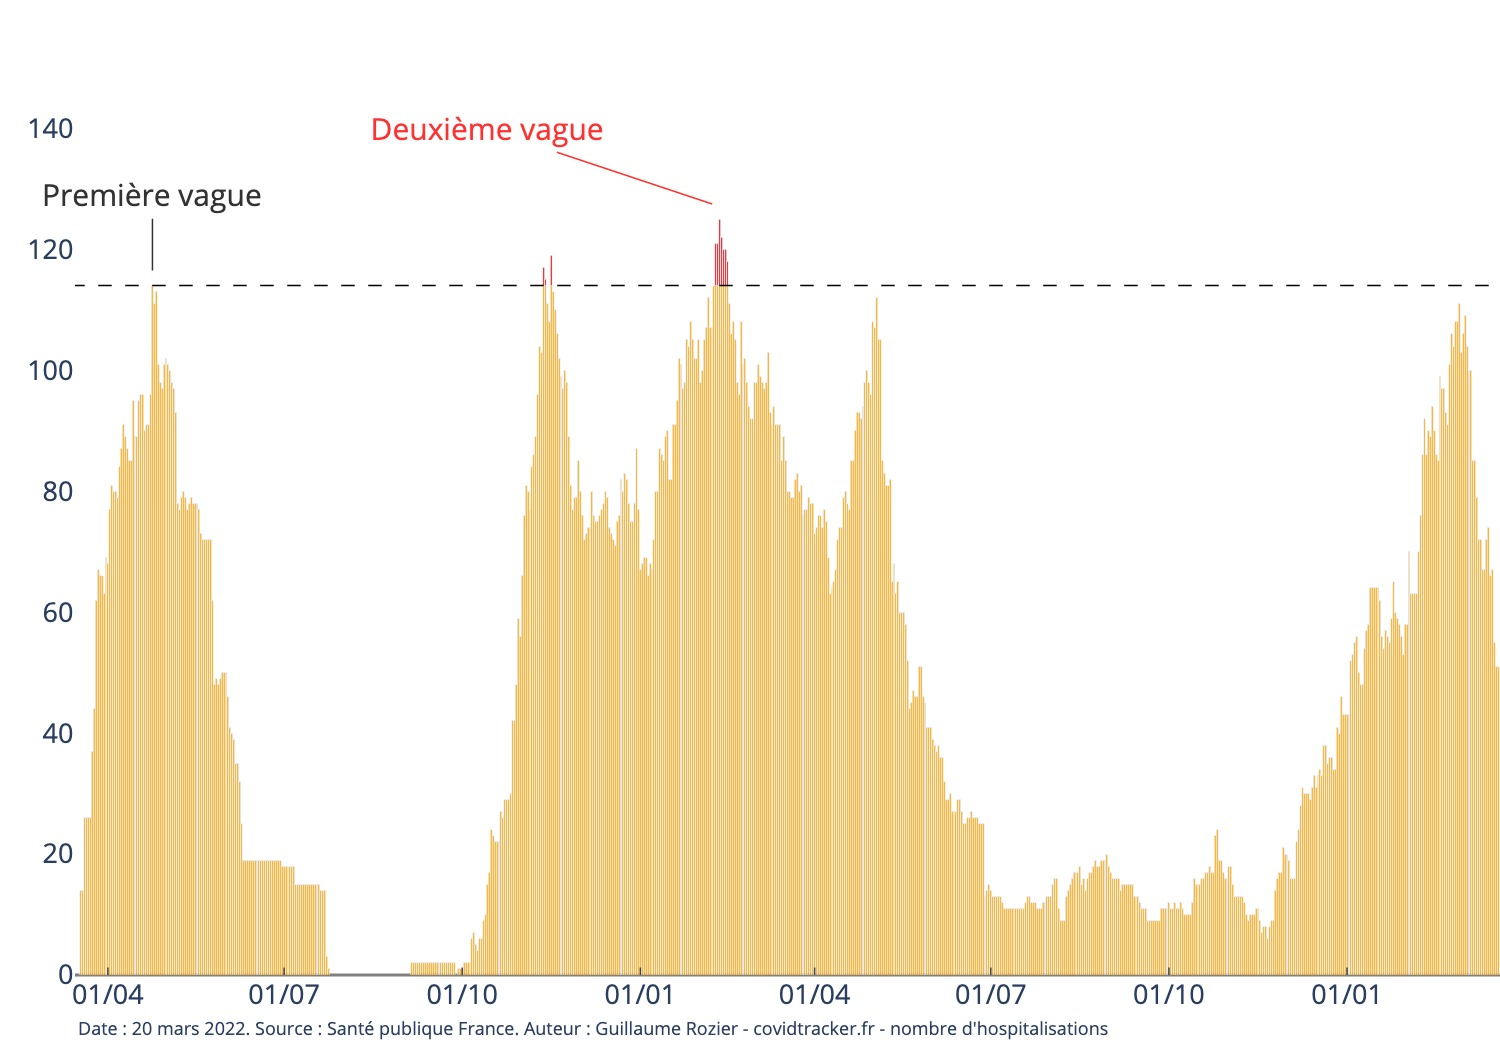 140
Deuxième vague
Première vague
120
100
80
60
40
20
0
01/04 01/07 01/10 01/01 01/04 01/07 01/10 01/01
Date : 20 mars 2022. Source : Santé publique France. Auteur : Guillaume Rozier - covidtracker.fr - nombre d'hospitalisations